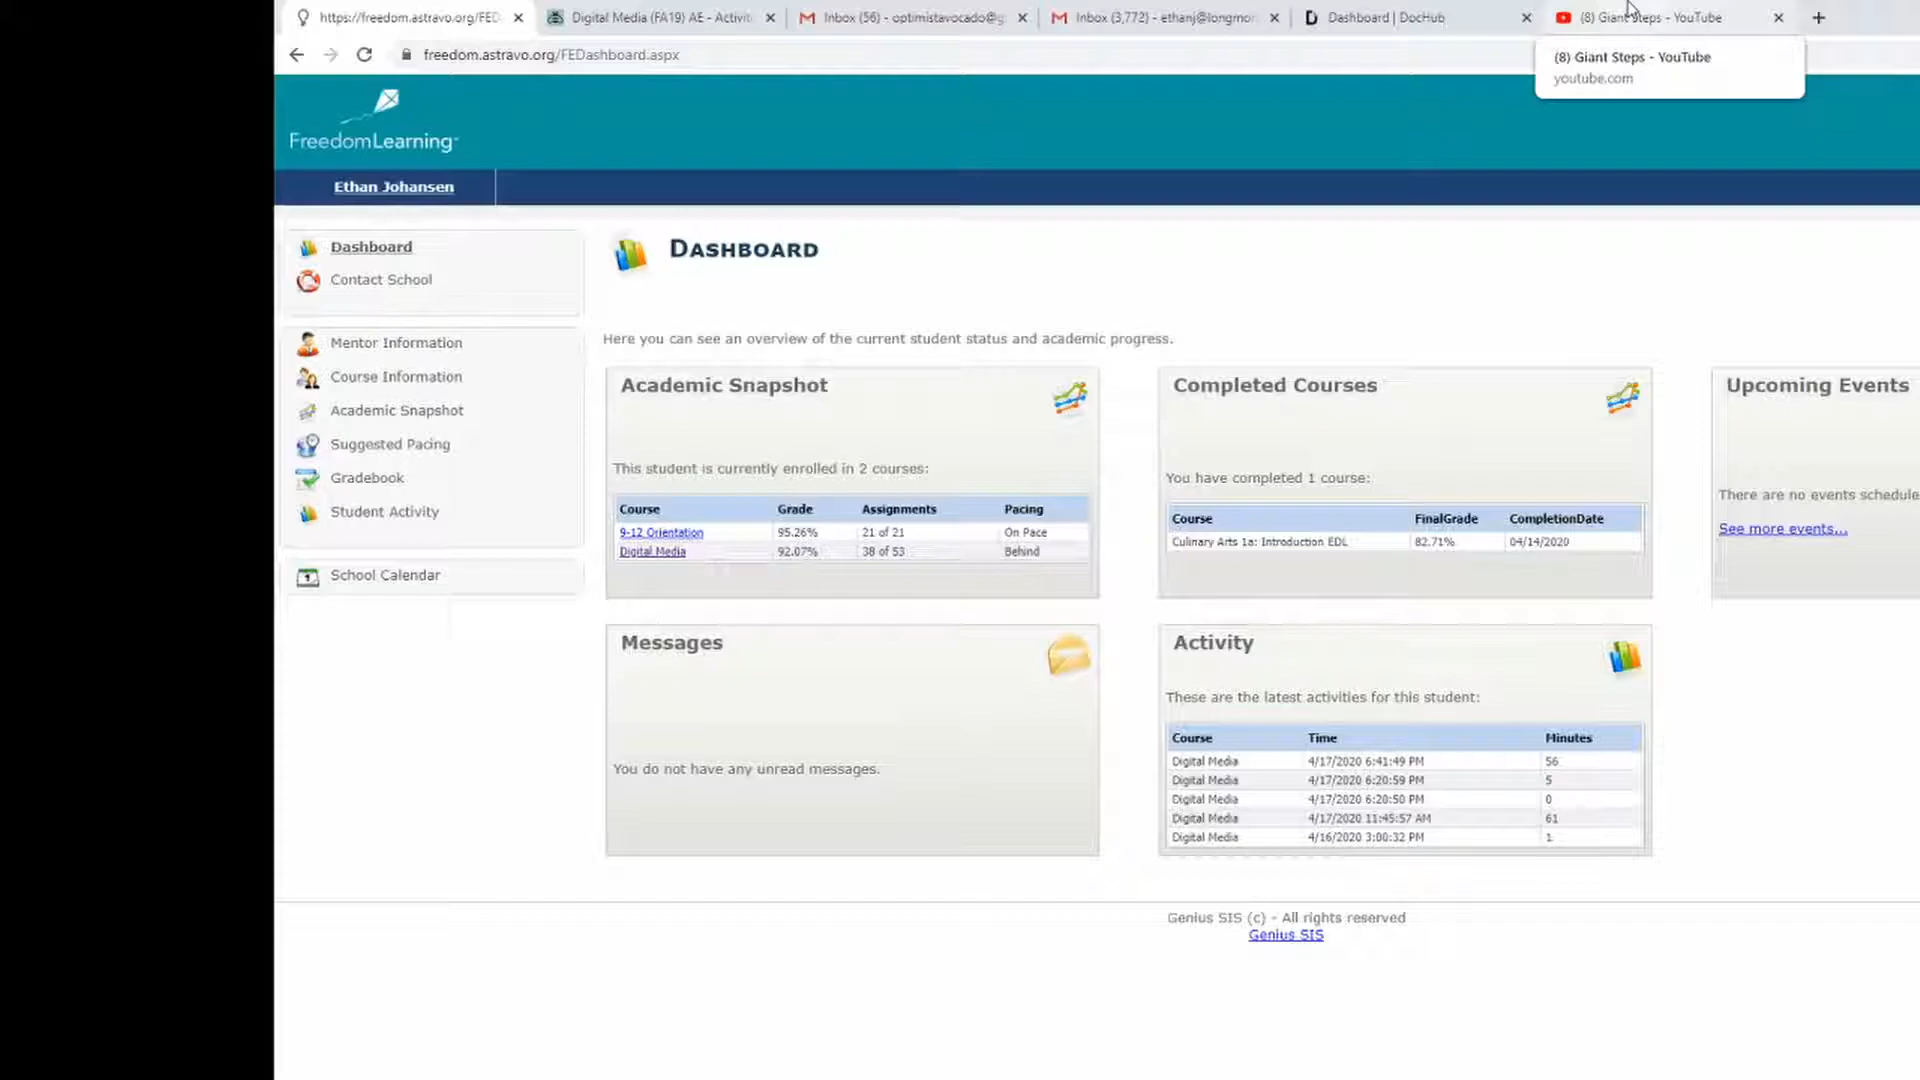 https://freedom.astravo.org/FED
Digital Media (FA19) AE - Activit
Inbox (56) - optimistavocado@g
Inbox (3,772) - ethanj@longmor
Dashboard | DocHub
(8) Giant Steps - YouTube
freedom.astravo.org/FEDashboard.aspx
(8) Giant Steps - YouTube
youtube.com
FreedomLearning
Ethan Johansen
Dashboard
Contact School
Mentor Information
Course Information
Academic Snapshot
Suggested Pacing
Gradebook
Student Activity
School Calendar
DASHBOARD
Here you can see an overview of the current student status and academic progress.
Academic Snapshot
This student is currently enrolled in 2 courses:
Course Grade Assignments Pacing
9-12 Orientation 95.26% 21 of 21 On Pace
Digital Media 92.07% 38 of 53 Behind
Completed Courses
You have completed 1 course:
Course FinalGrade CompletionDate
Culinary Arts 1a: Introduction EDL 82.71% 04/14/2020
Upcoming Events
There are no events schedule
See more events...
Messages
You do not have any unread messages.
Activity
These are the latest activities for this student:
Course Time Minutes
Digital Media 4/17/2020 6:41:49 PM 56
Digital Media 4/17/2020 6:20:59 PM 5
Digital Media 4/17/2020 6:20:50 PM 0
Digital Media 4/17/2020 11:45:57 AM 61
Digital Media 4/16/2020 3:00:32 PM 1
Genius SIS (c) - All rights reserved
Genius SIS